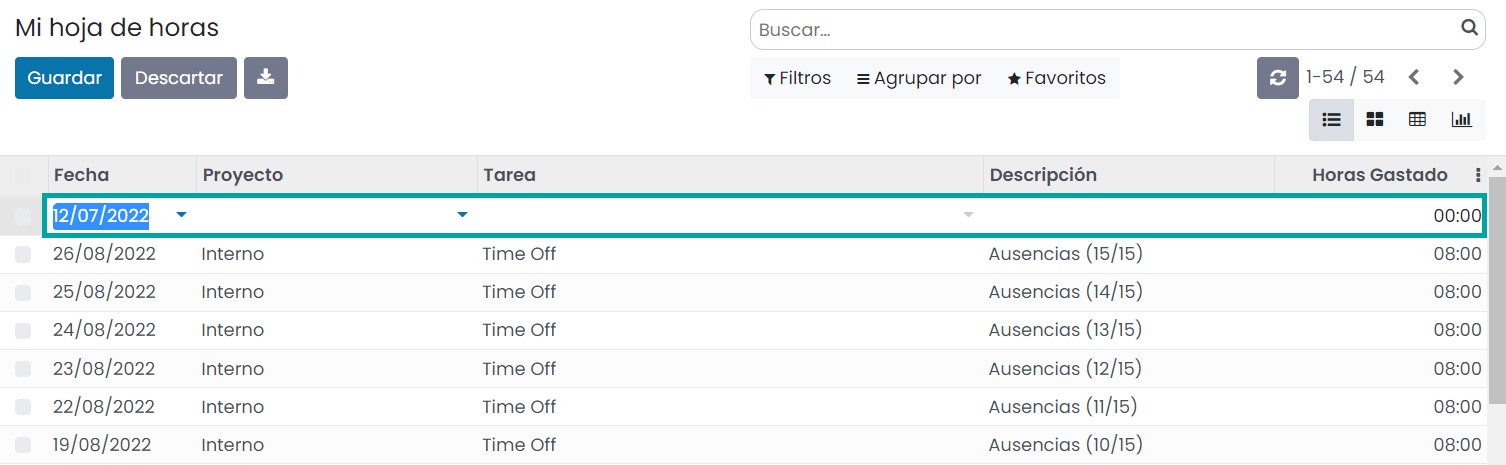 Mi hoja de horas
Buscar...
Guardar Descartar
Filtros Agrupar por Favoritos
1-54 / 54
Fecha Proyecto Tarea Descripción Horas Gastado
12/07/2022 00:00
26/08/2022 Interno Time Off Ausencias (15/15) 08:00
25/08/2022 Interno Time Off Ausencias (14/15) 08:00
24/08/2022 Interno Time Off Ausencias (13/15) 08:00
23/08/2022 Interno Time Off Ausencias (12/15) 08:00
22/08/2022 Interno Time Off Ausencias (11/15) 08:00
19/08/2022 Interno Time Off Ausencias (10/15) 08:00